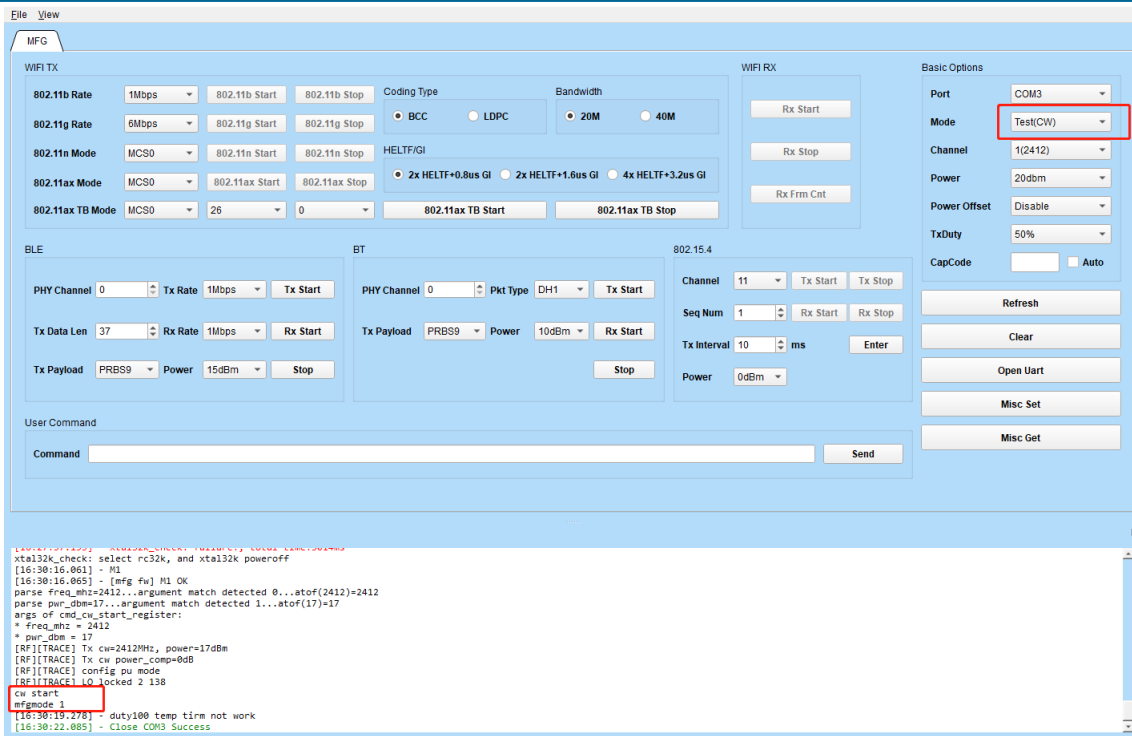 File View
MFG
WIFI TX
802.11b Rate 1Mbps 802.11b Start 802.11b Stop
802.11g Rate 6Mbps 802.11g Start 802.11g Stop
802.11n Mode MCS0 802.11n Start 802.11n Stop
802.11ax Mode MCS0 802.11ax Start 802.11ax Stop
802.11ax TB Mode MCS0 26 0 802.11ax TB Start 802.11ax TB Stop
Coding Type
BCC LDPC
Bandwidth
20M 40M
HELTF/GI
2x HELTF+0.8us GI 2x HELTF+1.6us GI 4x HELTF+3.2us GI
WIFI RX
Rx Start
Rx Stop
Rx Frm Cnt
Basic Options
Port COM3
Mode Test(CW)
Channel 1(2412)
Power 20dbm
Power Offset Disable
TxDuty 50%
CapCode Auto
Refresh
Clear
Open Uart
Misc Set
Misc Get
BLE
PHY Channel 0 Tx Rate 1Mbps Tx Start
Tx Data Len 37 Rx Rate 1Mbps Rx Start
Tx Payload PRBS9 Power 15dBm Stop
BT
PHY Channel 0 Pkt Type DH1 Tx Start
Tx Payload PRBS9 Power 10dBm Rx Start
Stop
802.15.4
Channel 11 Tx Start Tx Stop
Seq Num 1 Rx Start Rx Stop
Tx Interval 10 ms Enter
Power 0dBm
User Command
Command Send
xtal32k_check: select rc32k, and xtal32k poweroff
[16:30:16.061] - M1
[16:30:16.065] - [mfg fw] M1 OK
parse freq_mhz=2412...argument match detected 0...atof(2412)=2412
parse pwr_dbm=17...argument match detected 1...atof(17)=17
args of cmd_cw_start_register:
* freq_mhz = 2412
* pwr_dbm = 17
[RF][TRACE] Tx cw=2412MHz, power=17dBm
[RF][TRACE] Tx cw power_comp=0dB
[RF][TRACE] config pu mode
[RF][TRACE] LO locked 2 138
cw start
mfgmode 1
[16:30:19.278] - duty100 temp tirm not work
[16:30:22.085] - Close COM3 Success